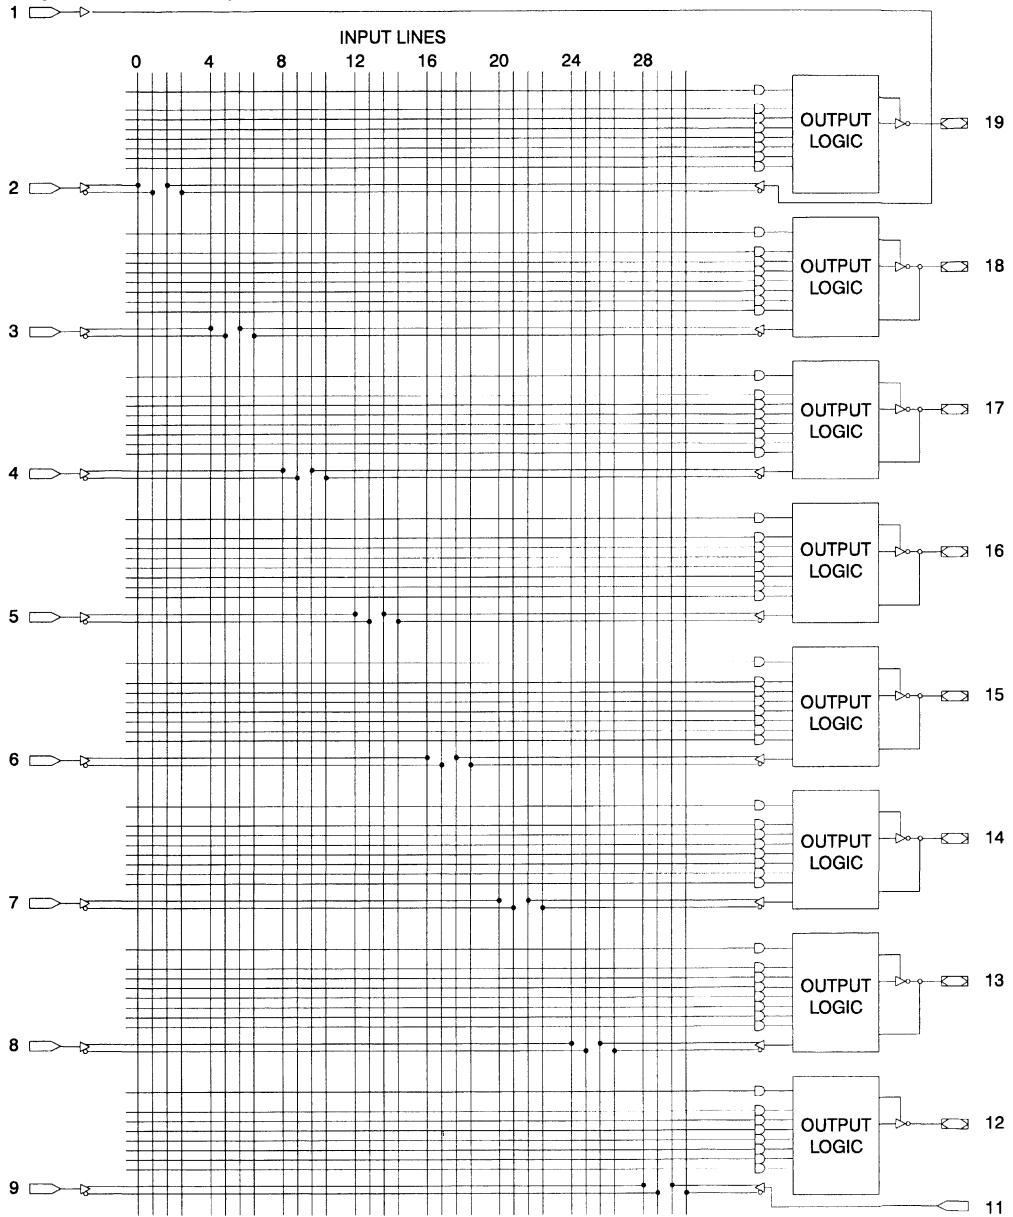 1
INPUT LINES
0 4 8 12 16 20 24 28
OUTPUT
LOGIC
19
2
OUTPUT
LOGIC
18
3
OUTPUT
LOGIC
17
4
OUTPUT
LOGIC
16
5
OUTPUT
LOGIC
15
6
OUTPUT
LOGIC
14
7
OUTPUT
LOGIC
13
8
OUTPUT
LOGIC
12
9
11